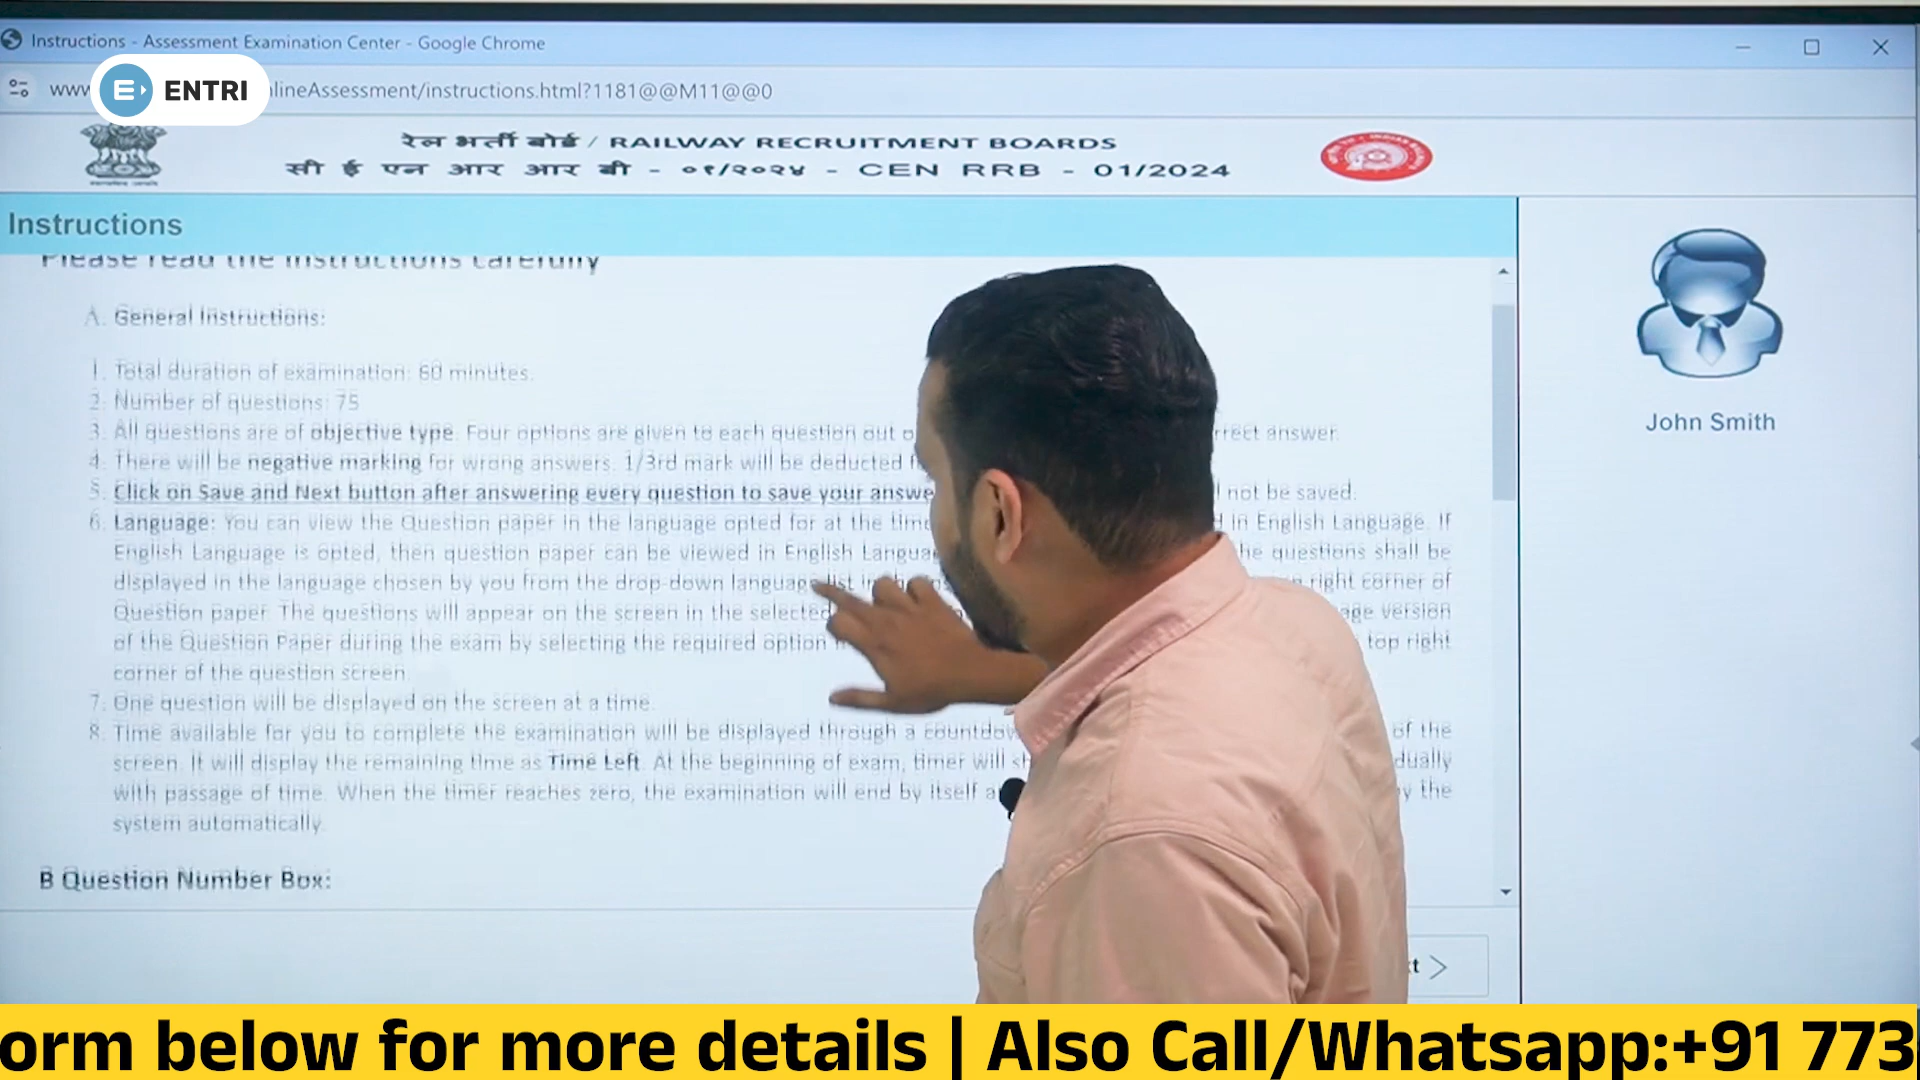 Instructions - Assessment Examination Center - Google Chrome
www
ENTRI
lineAssessment/instructions.html?1181@@M11@@0
रेल भर्ती बोर्ड / RAILWAY RECRUITMENT BOARDS
सी ई एन आर आर बी - ०१/२०२४ - CEN RRB - 01/2024
Instructions
Please read the instructions carefully
John Smith
A. General Instructions:
1. Total duration of examination: 60 minutes.
2. Number of questions: 75
3. All questions are of objective type. Four options are given to each question out rrect answer.
4. There will be negative marking for wrong answers. 1/3rd mark will be deducted
5. Click on Save and Next button after answering every question to save your answe not be saved.
6. Language: You can view the Question paper in the language opted for at the time in English Language. If
English Language is opted, then question paper can be viewed in English Langua he questions shall be
displayed in the language chosen by you from the drop-down language list in right corner of
Question paper. The questions will appear on the screen in the selected age version
of the Question Paper during the exam by selecting the required option top right
corner of the question screen.
7. One question will be displayed on the screen at a time.
8. Time available for you to complete the examination will be displayed through a countdow of the
screen. It will display the remaining time as Time Left. At the beginning of exam, timer will sh dually
with passage of time. When the timer reaches zero, the examination will end by itself a y the
system automatically.
B Question Number Box:
t >
orm below for more details | Also Call/Whatsapp:+91 773